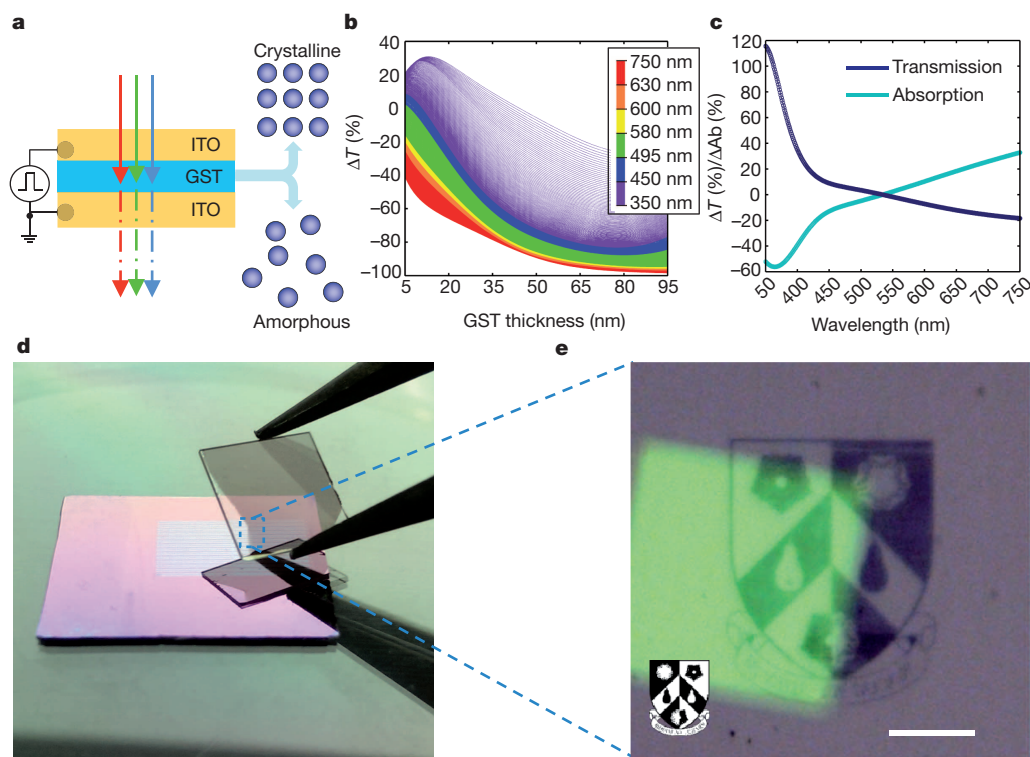 a
Crystalline
ITO
GST
ITO
Amorphous
b
ΔT (%)
40
20
0
−20
−40
−60
−80
−100
5
20
35
50
65
80
95
GST thickness (nm)
750 nm
630 nm
600 nm
580 nm
495 nm
450 nm
350 nm
c
ΔT (%)/ΔAb (%)
120
100
80
60
40
20
0
−20
−40
−60
50
400
450
500
550
600
650
700
750
Wavelength (nm)
Transmission
Absorption
d
e